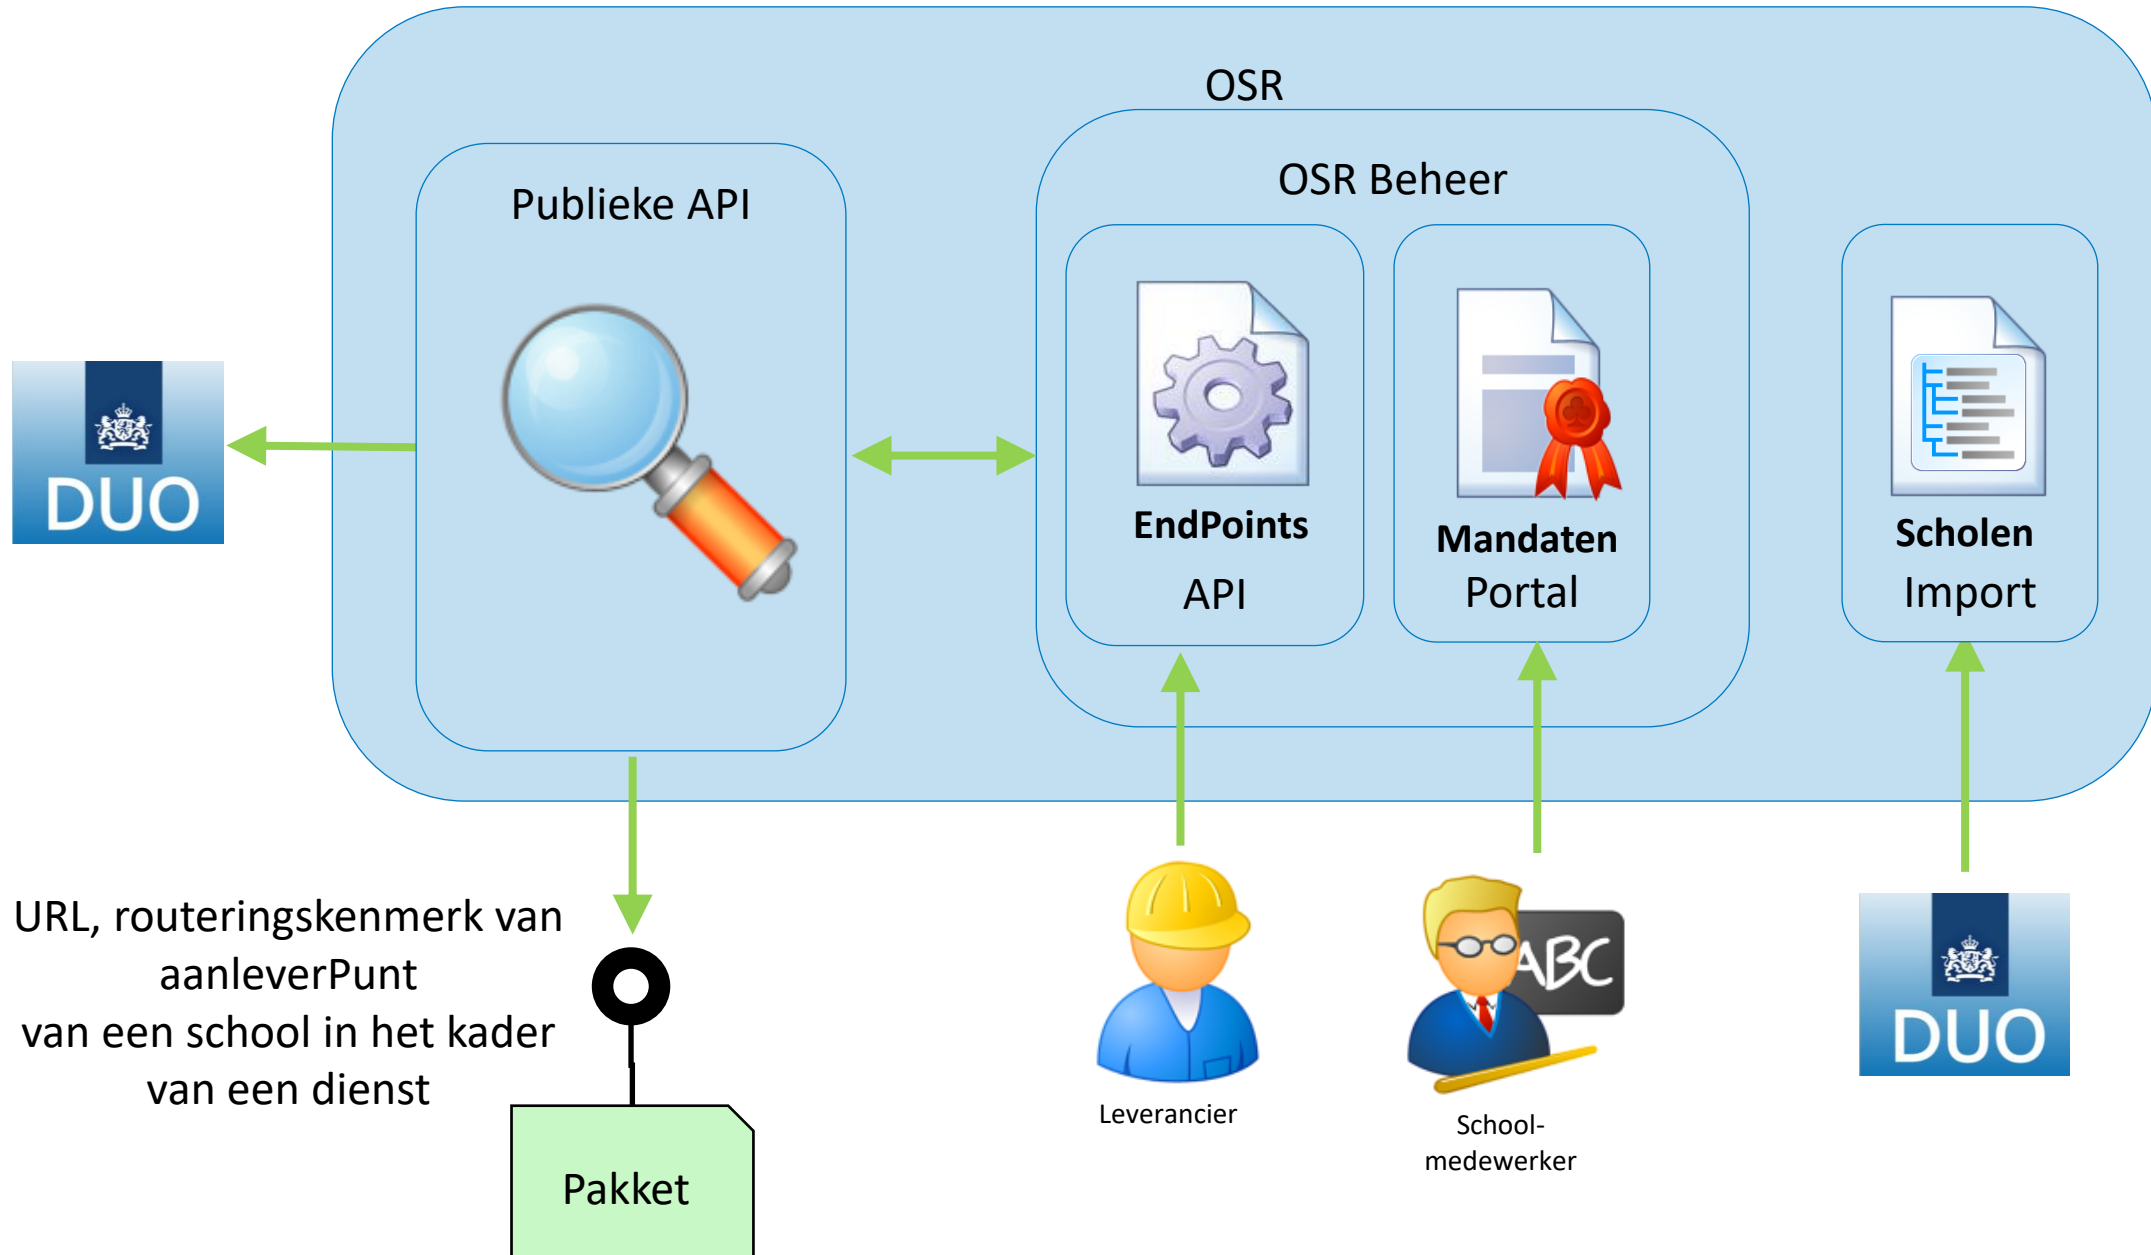 OSR
Publieke API
OSR Beheer
EndPoints
API
Mandaten
Portal
Scholen
Import
DUO
URL, routeringskenmerk van
aanleverPunt
van een school in het kader
van een dienst
Pakket
Leverancier
ABC
School-
medewerker
DUO